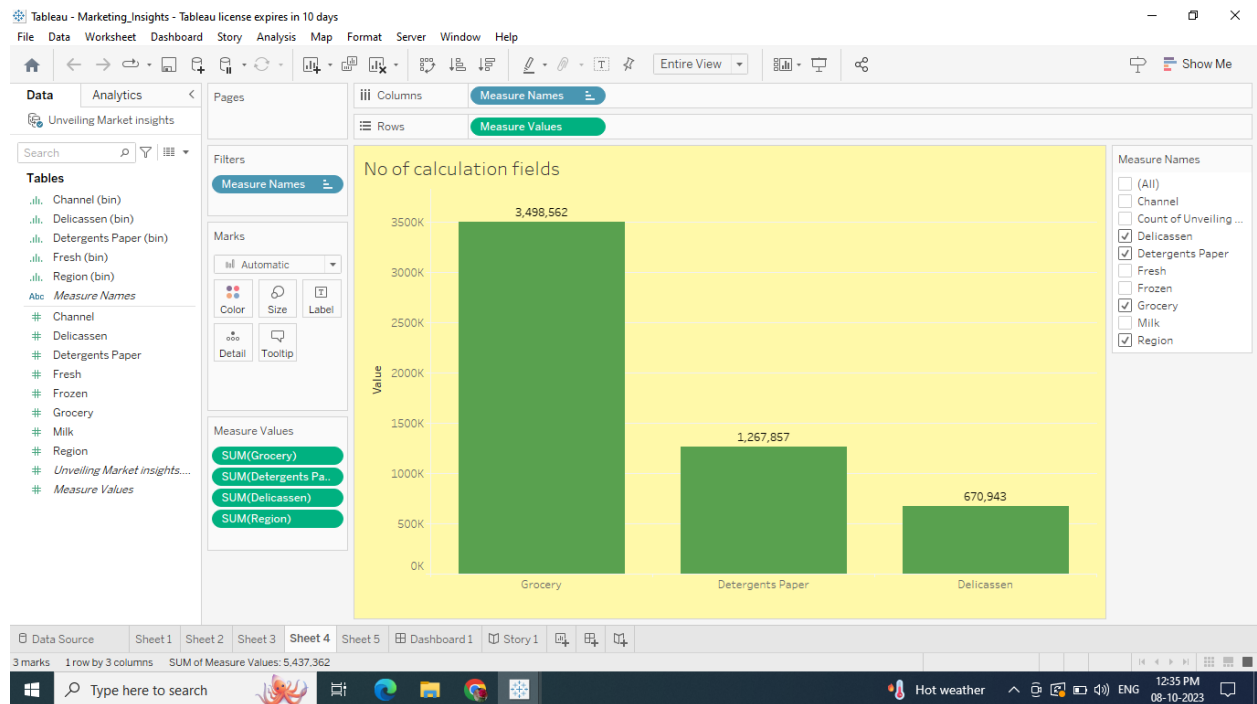 Tableau - Marketing_Insights - Tableau license expires in 10 days
File Data Worksheet Dashboard Story Analysis Map Format Server Window Help
Entire View
Show Me
Data Analytics
Unveiling Market insights
Search
Tables
Channel (bin)
Delicassen (bin)
Detergents Paper (bin)
Fresh (bin)
Region (bin)
Abc Measure Names
# Channel
# Delicassen
# Detergents Paper
# Fresh
# Frozen
# Grocery
# Milk
# Region
# Unveiling Market insights....
# Measure Values
Pages
Filters
Measure Names
Marks
Automatic
Color Size Label
Detail Tooltip
Measure Values
SUM(Grocery)
SUM(Detergents Pa..
SUM(Delicassen)
SUM(Region)
Columns Measure Names
Rows Measure Values
No of calculation fields
Value
3500K
3000K
2500K
2000K
1500K
1000K
500K
0K
3,498,562
1,267,857
670,943
Grocery Detergents Paper Delicassen
Measure Names
(All)
Channel
Count of Unveiling ...
Delicassen
Detergents Paper
Fresh
Frozen
Grocery
Milk
Region
Data Source Sheet 1 Sheet 2 Sheet 3 Sheet 4 Sheet 5 Dashboard 1 Story 1
3 marks 1 row by 3 columns SUM of Measure Values: 5,437,362
Type here to search
Hot weather
ENG
12:35 PM
08-10-2023